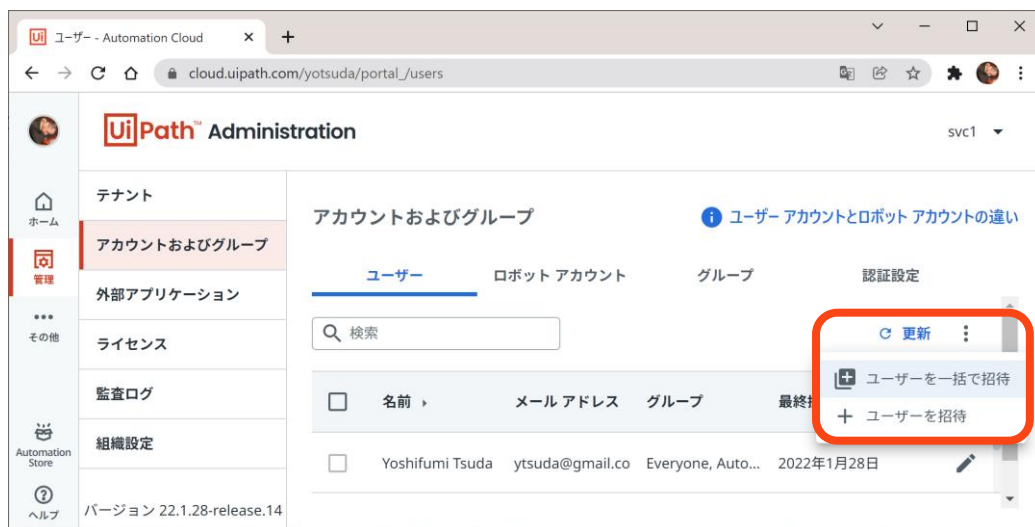 ユーザー - Automation Cloud
cloud.uipath.com/yotsuda/portal_/users
UiPath™ Administration
svc1
ホーム
管理
その他
Automation
Store
ヘルプ
テナント
アカウントおよびグループ
外部アプリケーション
ライセンス
監査ログ
組織設定
バージョン 22.1.28-release.14
アカウントおよびグループ
ユーザー アカウントとロボット アカウントの違い
ユーザー ロボット アカウント グループ 認証設定
検索
更新
ユーザーを一括で招待
ユーザーを招待
名前 メール アドレス グループ
Yoshifumi Tsuda ytsuda@gmail.co Everyone, Auto... 2022年1月28日